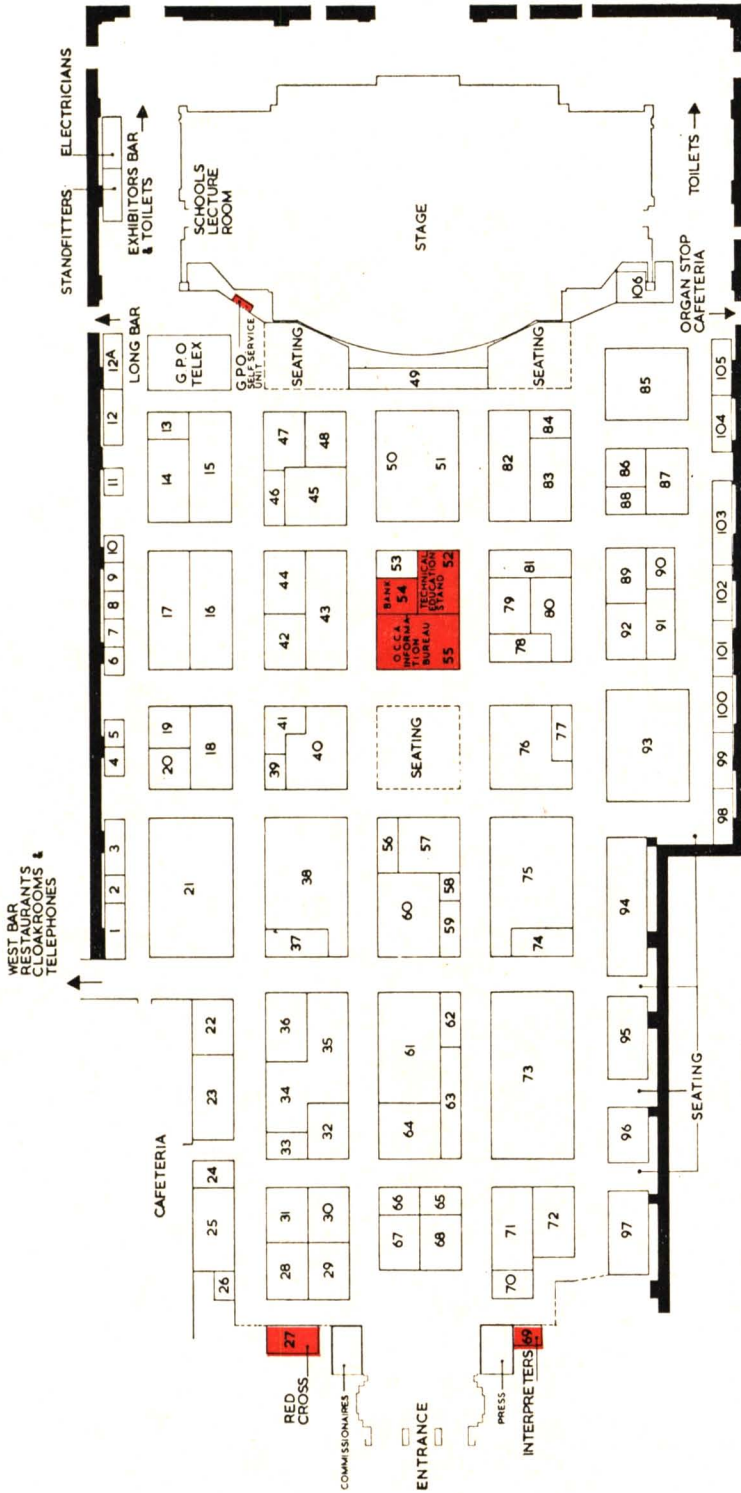 WEST BAR
RESTAURANTS
CLOAKROOMS &
TELEPHONES
STANDFITTERS
ELECTRICIANS
1
2
3
4
5
6
7
8
9
10
11
12
12A
LONG BAR
EXHIBITORS BAR
& TOILETS
CAFETERIA
26
25
24
23
22
21
20
19
18
17
16
14
13
15
G.P.O
TELEX
SCHOOLS
LECTURE
ROOM
G.P.O.
SELF SERVICE
UNIT
RED
CROSS
27
28
31
29
30
33
34
36
32
35
37
38
39
41
40
42
44
43
46
47
45
48
SEATING
COMMISSIONAIRES
ENTRANCE
67
66
68
65
64
61
63
62
60
56
57
59
58
SEATING
OCCA
INFORMA-
TION
BUREAU
55
BANK
54
53
TECHNICAL
EDUCATION
STAND
52
50
51
49
STAGE
PRESS
INTERPRETERS
69
70
71
72
73
74
75
76
77
78
79
81
80
82
83
84
SEATING
106
97
96
95
94
93
92
89
91
90
88
86
87
85
SEATING
98
99
100
101
102
103
104
105
ORGAN STOP
CAFETERIA
TOILETS